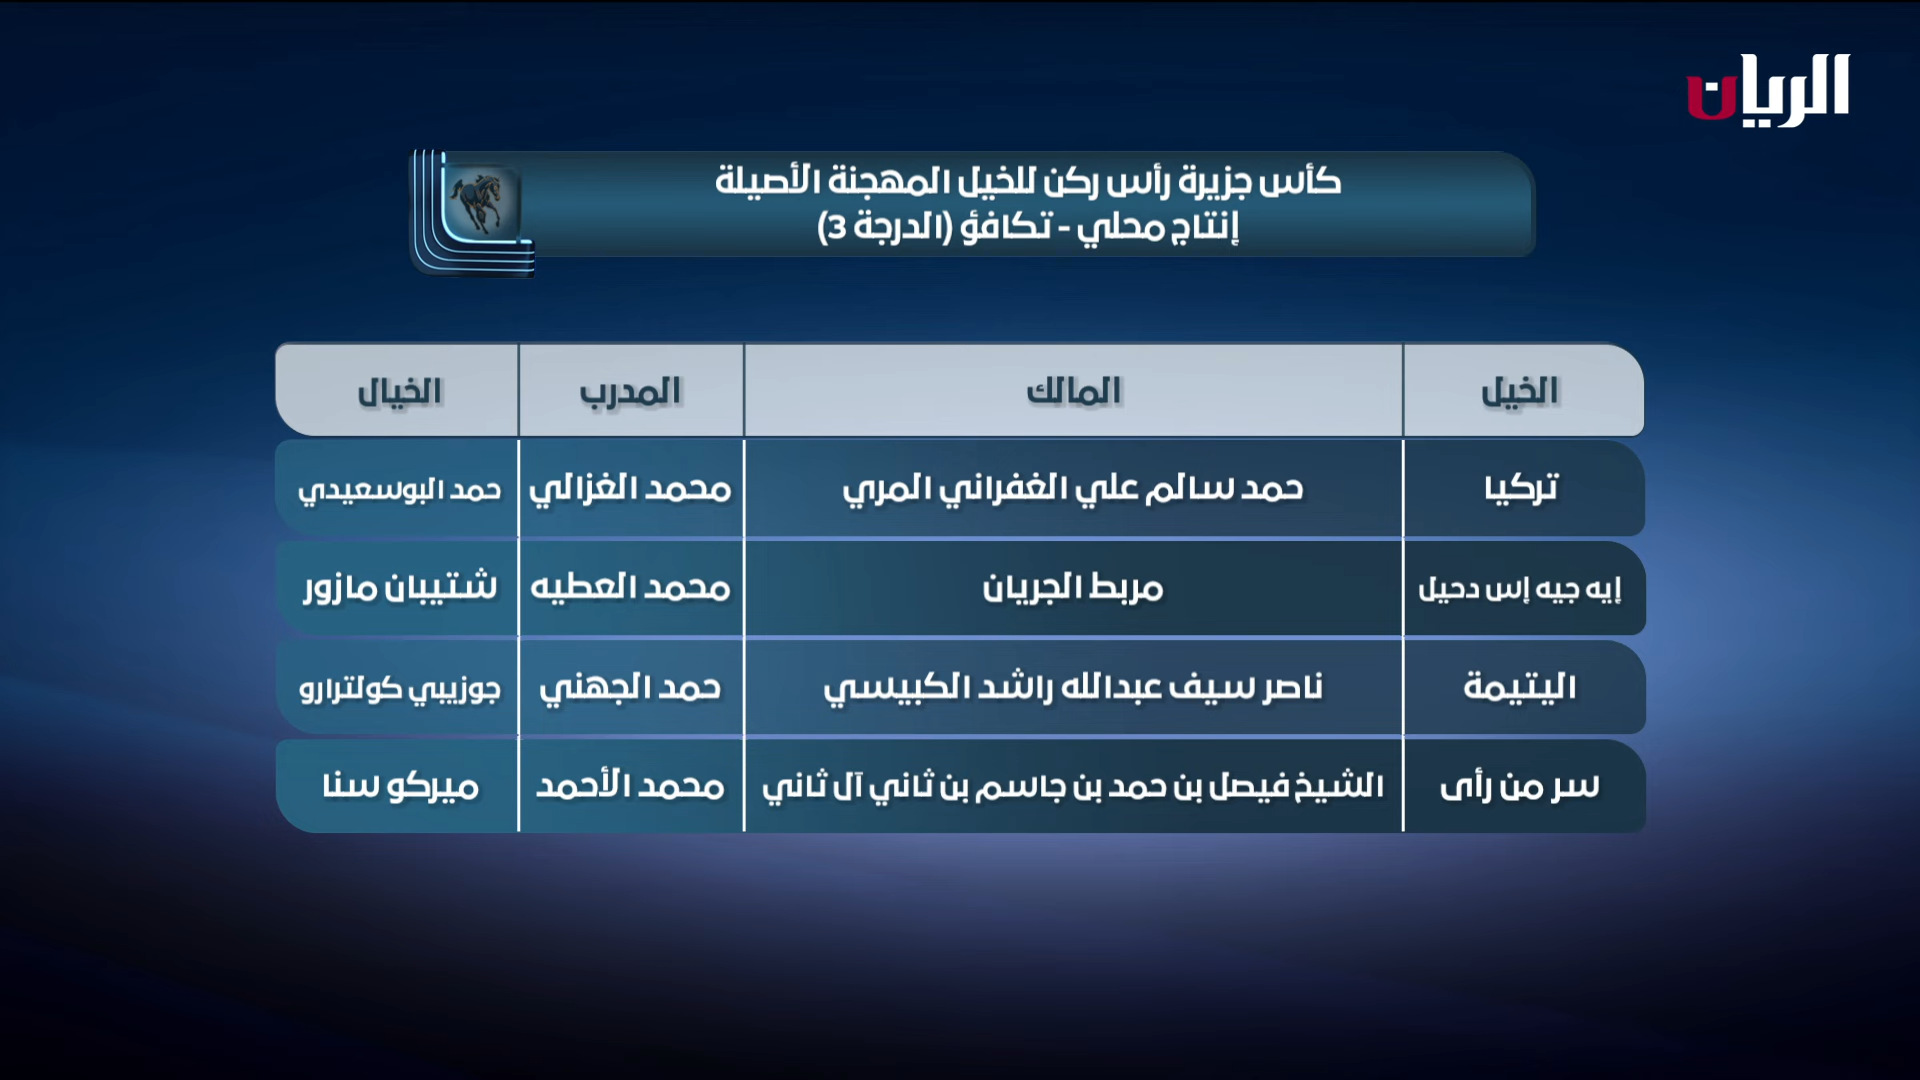 الريان
كأس جزيرة رأس ركن للخيل المهجنة الأصيلة
إنتاج محلي - تكافؤ (الدرجة 3)
الخيل المالك المدرب الخيال
تركيا حمد سالم علي الغفراني المري محمد الغزالي حمد البوسعيدي
إيه جيه إس دحيل مربط الجريان محمد العطيه شتيبان مازور
اليتيمة ناصر سيف عبدالله راشد الكبيسي حمد الجهني جوزيبي كولترارو
سر من رأى الشيخ فيصل بن حمد بن جاسم بن ثاني آل ثاني محمد الأحمد ميركو سنا